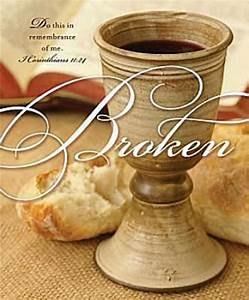 Do this in
remembrance
of me.
I Corinthians 11:24
Broken